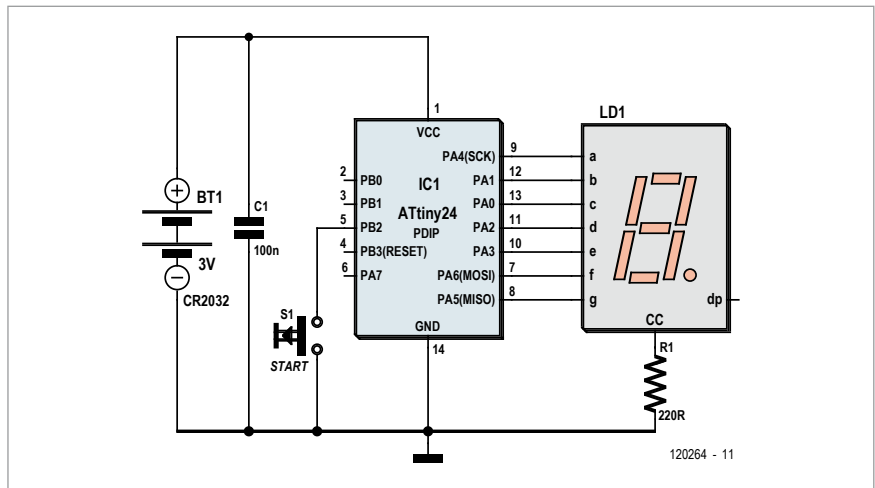 LD1
1
VCC
PA4(SCK) 9 a
2 PB0 PA1 12 b
IC1
3 PB1 PA0 13 c
ATtiny24
5 PB2 PA2 11 d
PDIP
4 PB3(RESET) PA3 10 e
6 PA7 PA6(MOSI) 7 f
PA5(MISO) 8 g dp
GND CC
14
BT1
3V
CR2032
C1
100n
S1
START
R1
220R
120264 - 11